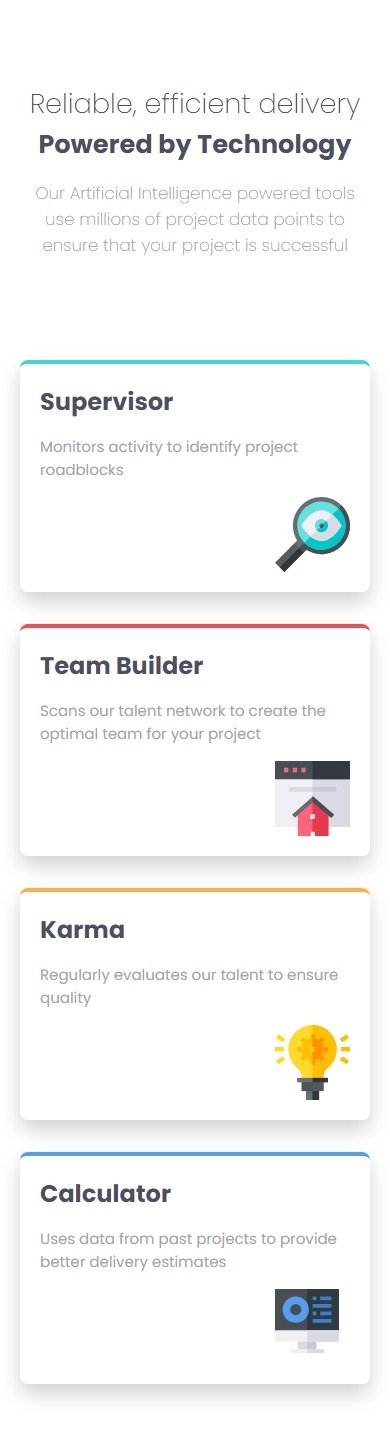 Reliable, efficient delivery
Powered by Technology
Our Artificial Intelligence powered tools
use millions of project data points to
ensure that your project is successful
Supervisor
Monitors activity to identify project
roadblocks
Team Builder
Scans our talent network to create the
optimal team for your project
Karma
Regularly evaluates our talent to ensure
quality
Calculator
Uses data from past projects to provide
better delivery estimates